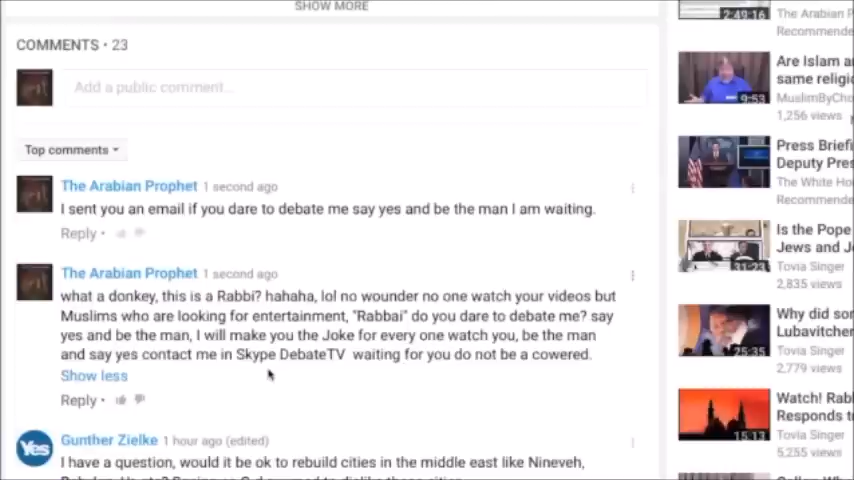 SHOW MORE
COMMENTS • 23
Add a public comment...
Top comments
The Arabian Prophet 1 second ago
I sent you an email if you dare to debate me say yes and be the man I am waiting.
Reply •
The Arabian Prophet 1 second ago
what a donkey, this is a Rabbi? hahaha, lol no wounder no one watch your videos but
Muslims who are looking for entertainment, "Rabbai" do you dare to debate me? say
yes and be the man, I will make you the Joke for every one watch you, be the man
and say yes contact me in Skype DebateTV waiting for you do not be a cowered.
Show less
Reply •
Yes
Gunther Zielke 1 hour ago (edited)
I have a question, would it be ok to rebuild cities in the middle east like Nineveh,
2:49:16
The Arabian P
Recommende
9:53
Are Islam a
same religi
MuslimByCho
1,256 views
Press Briefi
Deputy Pres
The White Ho
Recommende
31:23
Is the Pope
Jews and J
Tovia Singer
2,835 views
25:35
Why did so
Lubavitcher
Tovia Singer
2,779 views
15:13
Watch! Rab
Responds t
Tovia Singer
5,255 views